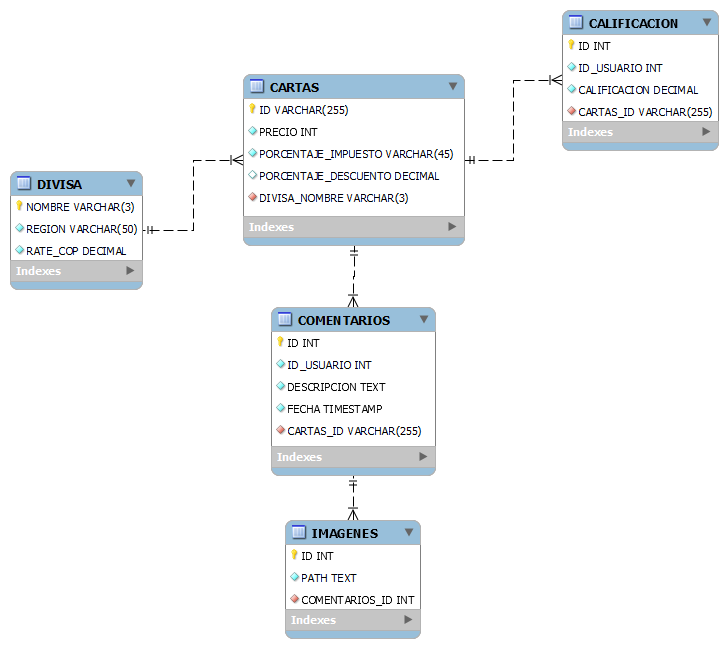 CALIFICACION
ID INT
ID_USUARIO INT
CALIFICACION DECIMAL
CARTAS_ID VARCHAR(255)
Indexes
CARTAS
ID VARCHAR(255)
PRECIO INT
PORCENTAJE_IMPUESTO VARCHAR(45)
PORCENTAJE_DESCUENTO DECIMAL
DIVISA_NOMBRE VARCHAR(3)
Indexes
DIVISA
NOMBRE VARCHAR(3)
REGION VARCHAR(50)
RATE_COP DECIMAL
Indexes
COMENTARIOS
ID INT
ID_USUARIO INT
DESCRIPCION TEXT
FECHA TIMESTAMP
CARTAS_ID VARCHAR(255)
Indexes
IMAGENES
ID INT
PATH TEXT
COMENTARIOS_ID INT
Indexes